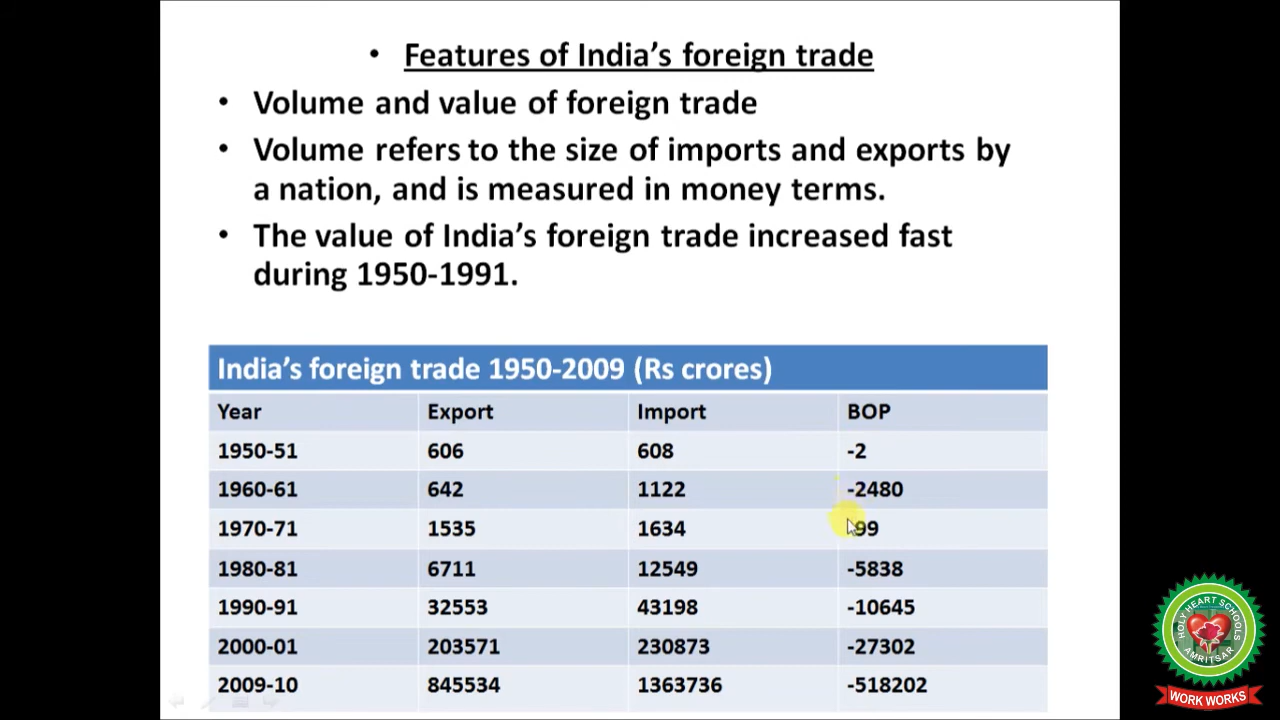 • Features of India's foreign trade
• Volume and value of foreign trade
• Volume refers to the size of imports and exports by
a nation, and is measured in money terms.
• The value of India's foreign trade increased fast
during 1950-1991.
India's foreign trade 1950-2009 (Rs crores)
Year Export Import BOP
1950-51 606 608 -2
1960-61 642 1122 -2480
1970-71 1535 1634 99
1980-81 6711 12549 -5838
1990-91 32553 43198 -10645
2000-01 203571 230873 -27302
2009-10 845534 1363736 -518202
HOLY HEART SCHOOLS
AMRITSAR
WORK WORKS